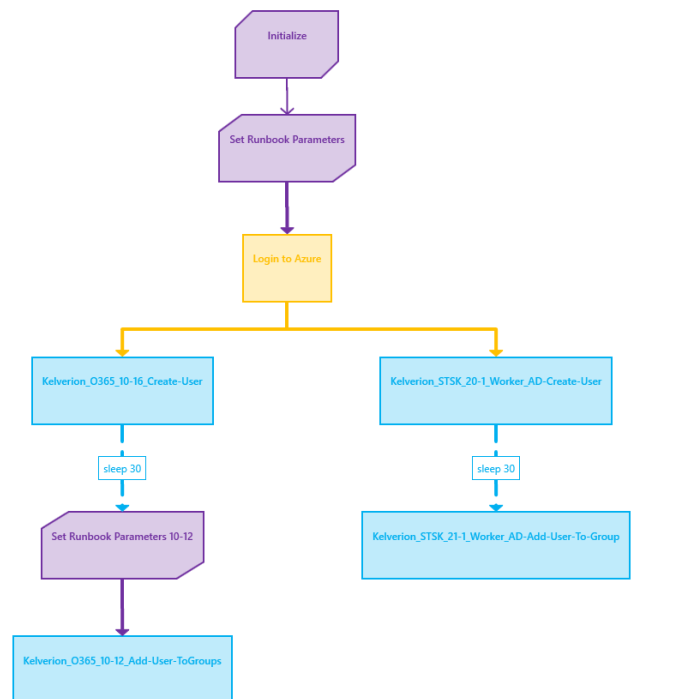 Initialize
Set Runbook Parameters
Login to Azure
Kelverion_O365_10-16_Create-User
Kelverion_STSK_20-1_Worker_AD-Create-User
sleep 30
sleep 30
Set Runbook Parameters 10-12
Kelverion_STSK_21-1_Worker_AD-Add-User-To-Group
Kelverion_O365_10-12_Add-User-ToGroups